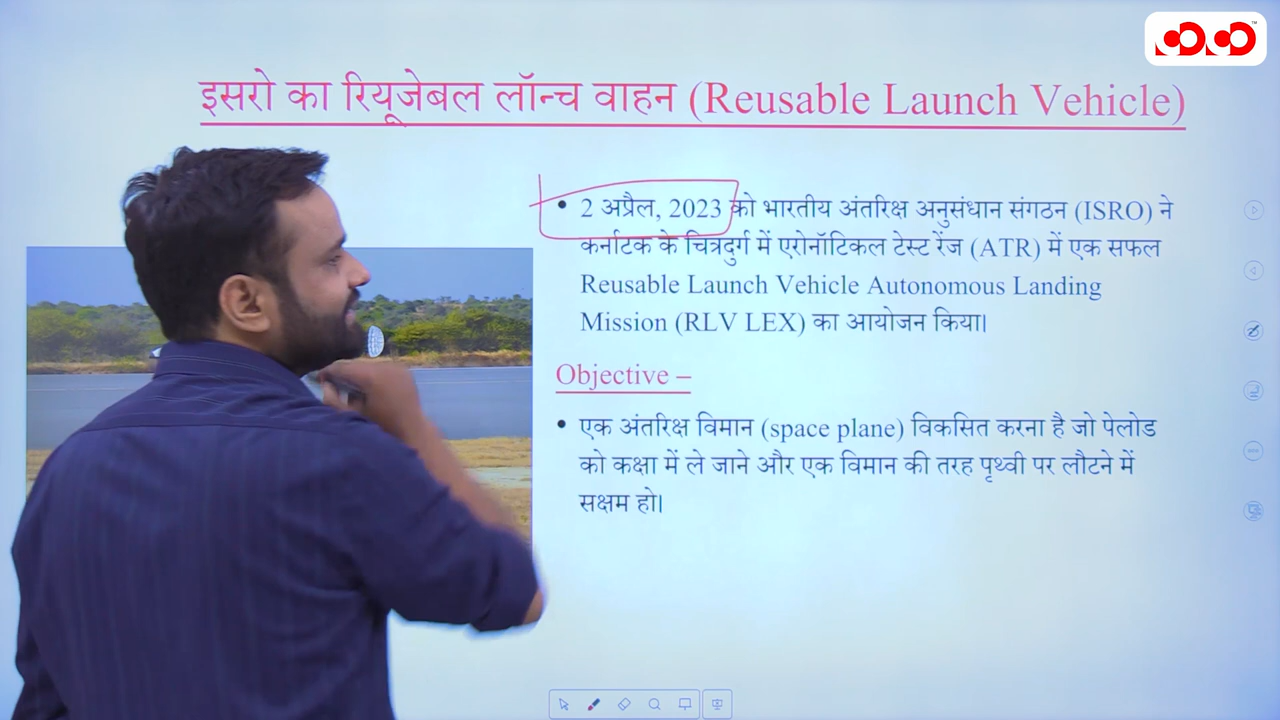 इसरो का रियूजेबल लॉन्च वाहन (Reusable Launch Vehicle)
• 2 अप्रैल, 2023 को भारतीय अंतरिक्ष अनुसंधान संगठन (ISRO) ने
कर्नाटक के चित्रदुर्ग में एरोनॉटिकल टेस्ट रेंज (ATR) में एक सफल
Reusable Launch Vehicle Autonomous Landing
Mission (RLV LEX) का आयोजन किया।
Objective –
• एक अंतरिक्ष विमान (space plane) विकसित करना है जो पेलोड
को कक्षा में ले जाने और एक विमान की तरह पृथ्वी पर लौटने में
सक्षम हो।